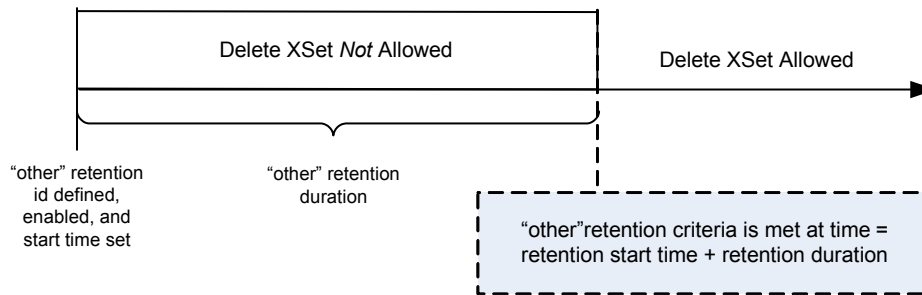 Delete XSet Not Allowed
Delete XSet Allowed
“other” retention
id defined,
enabled, and
start time set
“other” retention
duration
“other”retention criteria is met at time =
retention start time + retention duration